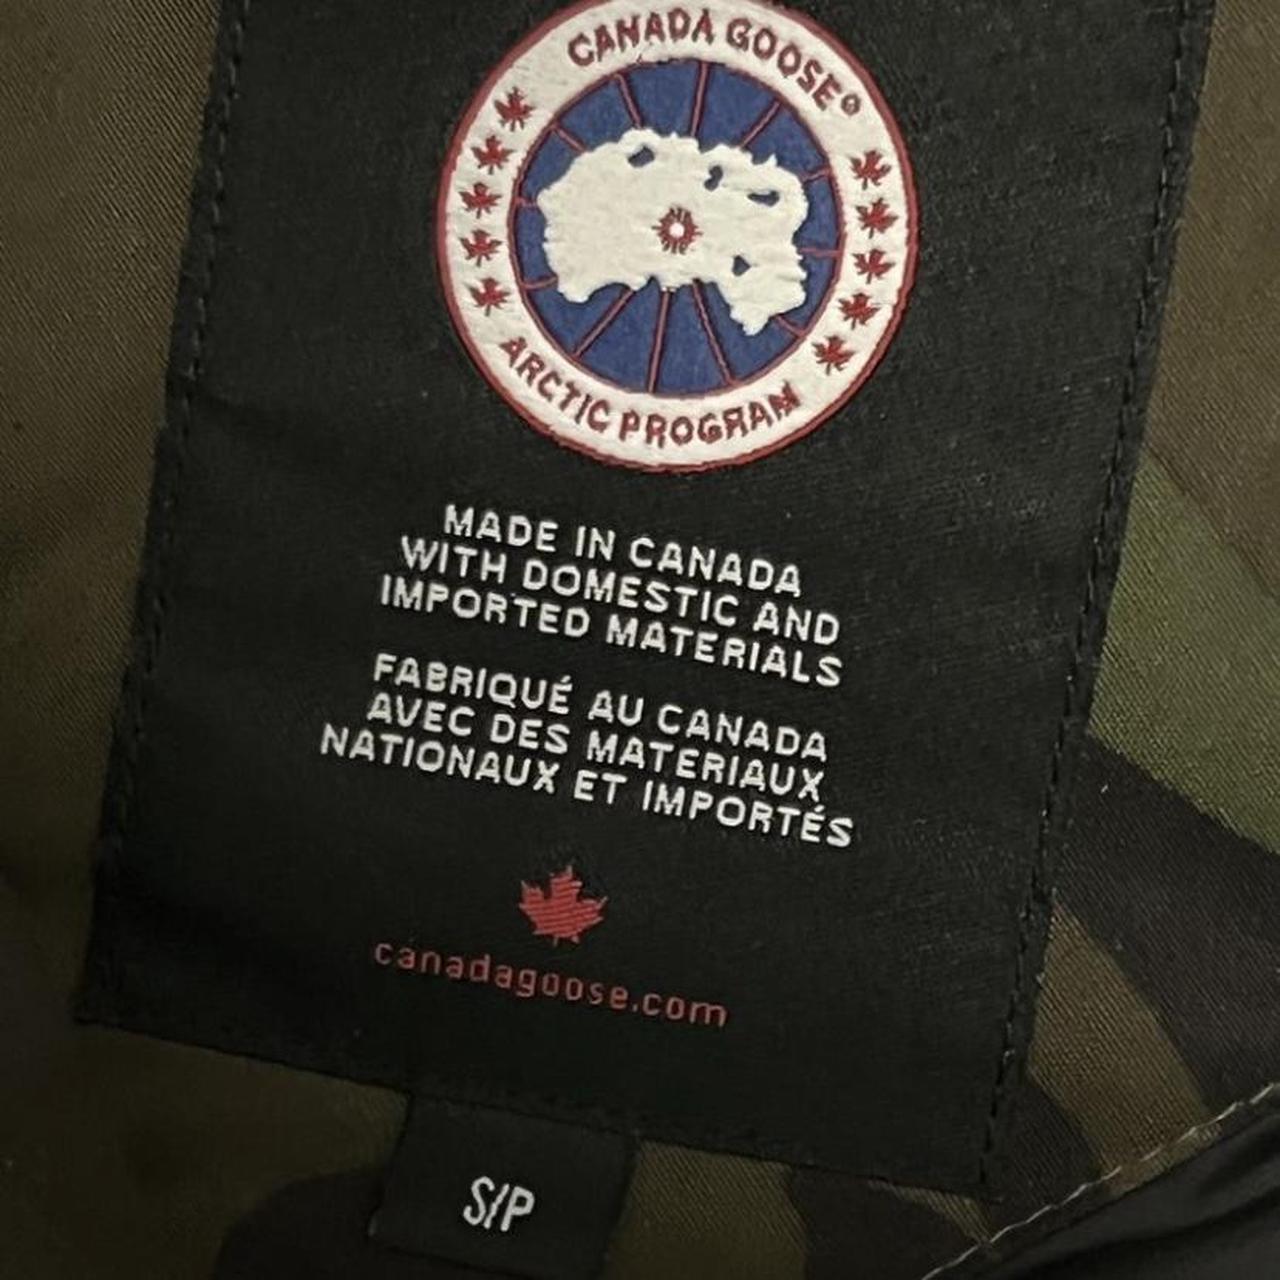 CANADA GOOSE®
ARCTIC PROGRAM
MADE IN CANADA
WITH DOMESTIC AND
IMPORTED MATERIALS
FABRIQUÉ AU CANADA
AVEC DES MATERIAUX
NATIONAUX ET IMPORTÉS
canadagoose.com
S/P